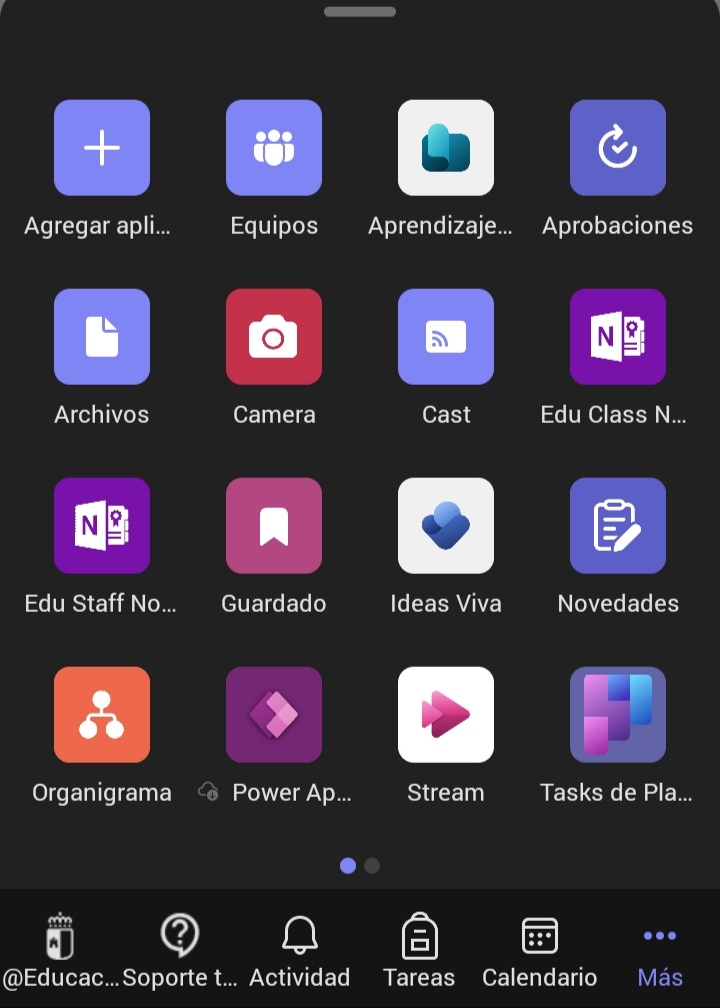 Agregar apli...
Equipos
Aprendizaje...
Aprobaciones
Archivos
Camera
Cast
N
Edu Class N...
N
Edu Staff No...
Guardado
Ideas Viva
Novedades
Organigrama
Power Ap...
Stream
Tasks de Pla...
@Educac...
Soporte t...
Actividad
Tareas
Calendario
Más